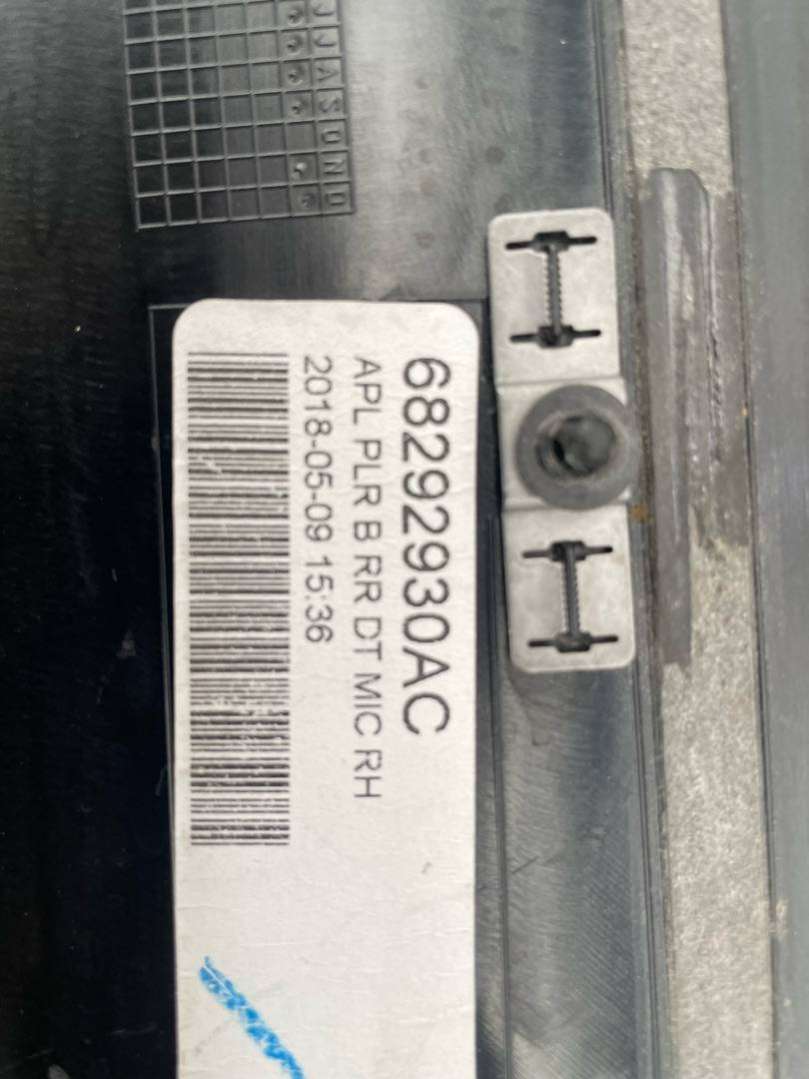 J
J
A
S
O
N
D
68292930AC
APL PLR B RR DT MIC RH
2018-05-09 15:36